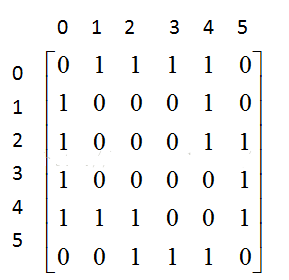 0 1 2 3 4 5
0 0 1 1 1 1 0
1 1 0 0 0 1 0
2 1 0 0 0 1 1
3 1 0 0 0 0 1
4 1 1 1 0 0 1
5 0 0 1 1 1 0